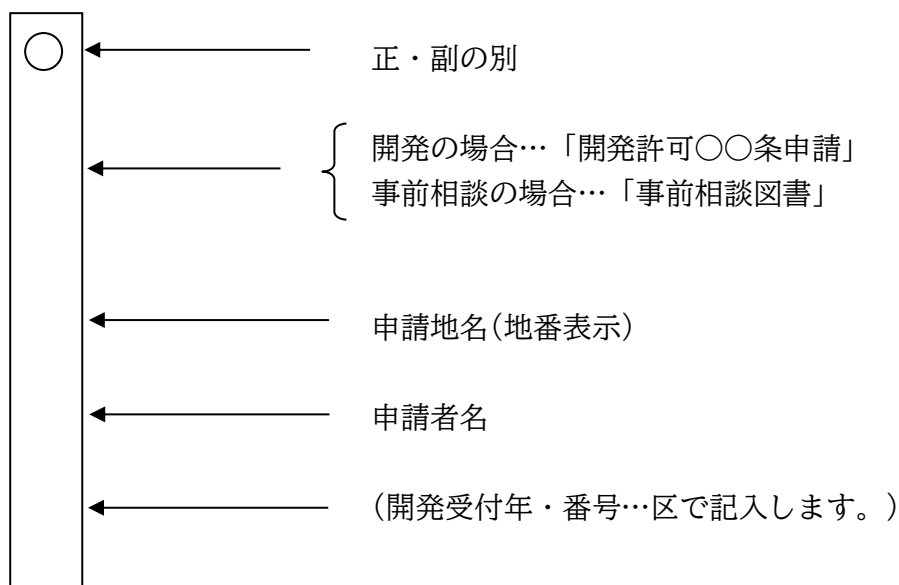 正・副の別
開発の場合…「開発許可〇〇条申請」
事前相談の場合…「事前相談図書」
申請地名(地番表示)
申請者名
(開発受付年・番号…区で記入します。)